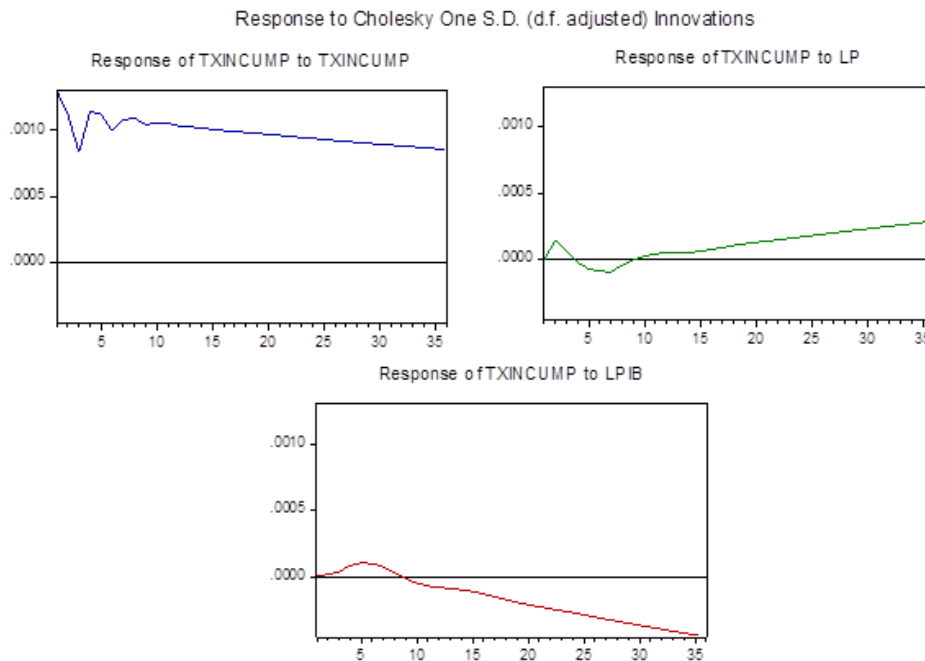 Response to Cholesky One S.D. (d.f. adjusted) Innovations
Response of TXINCUMP to TXINCUMP
.0010
.0005
.0000
5 10 15 20 25 30 35
Response of TXINCUMP to LP
.0010
.0005
.0000
5 10 15 20 25 30 35
Response of TXINCUMP to LPIB
.0010
.0005
.0000
5 10 15 20 25 30 35